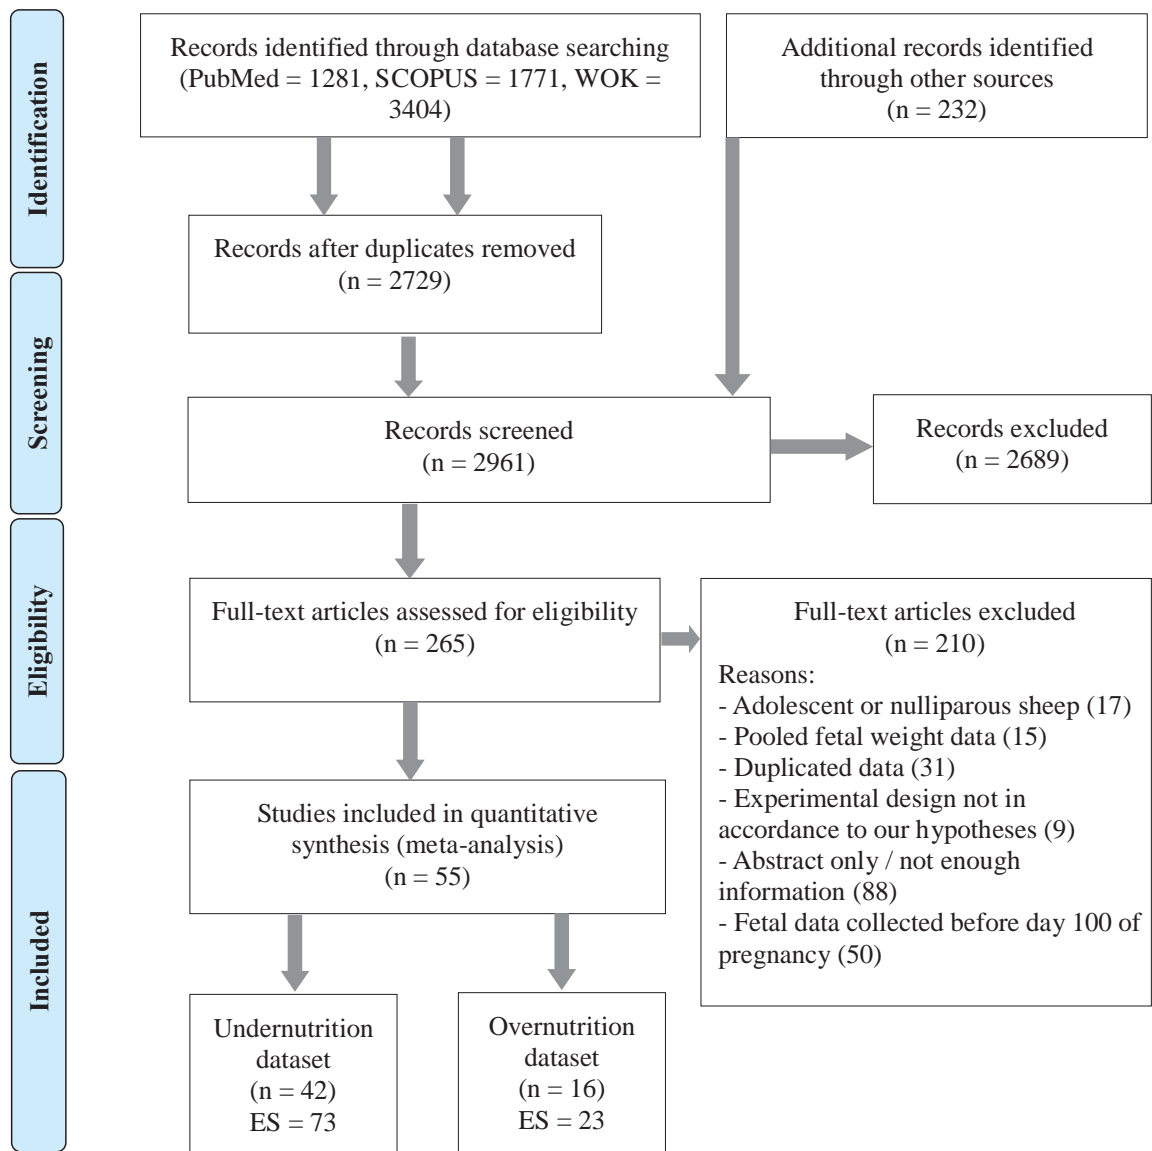 Identification
Records identified through database searching
(PubMed = 1281, SCOPUS = 1771, WOK =
3404)
Additional records identified
through other sources
(n = 232)
Records after duplicates removed
(n = 2729)
Screening
Records screened
(n = 2961)
Records excluded
(n = 2689)
Eligibility
Full-text articles assessed for eligibility
(n = 265)
Full-text articles excluded
(n = 210)
Reasons:
- Adolescent or nulliparous sheep (17)
- Pooled fetal weight data (15)
- Duplicated data (31)
- Experimental design not in
accordance to our hypotheses (9)
- Abstract only / not enough
information (88)
- Fetal data collected before day 100 of
pregnancy (50)
Included
Studies included in quantitative
synthesis (meta-analysis)
(n = 55)
Undernutrition
dataset
(n = 42)
ES = 73
Overnutrition
dataset
(n = 16)
ES = 23